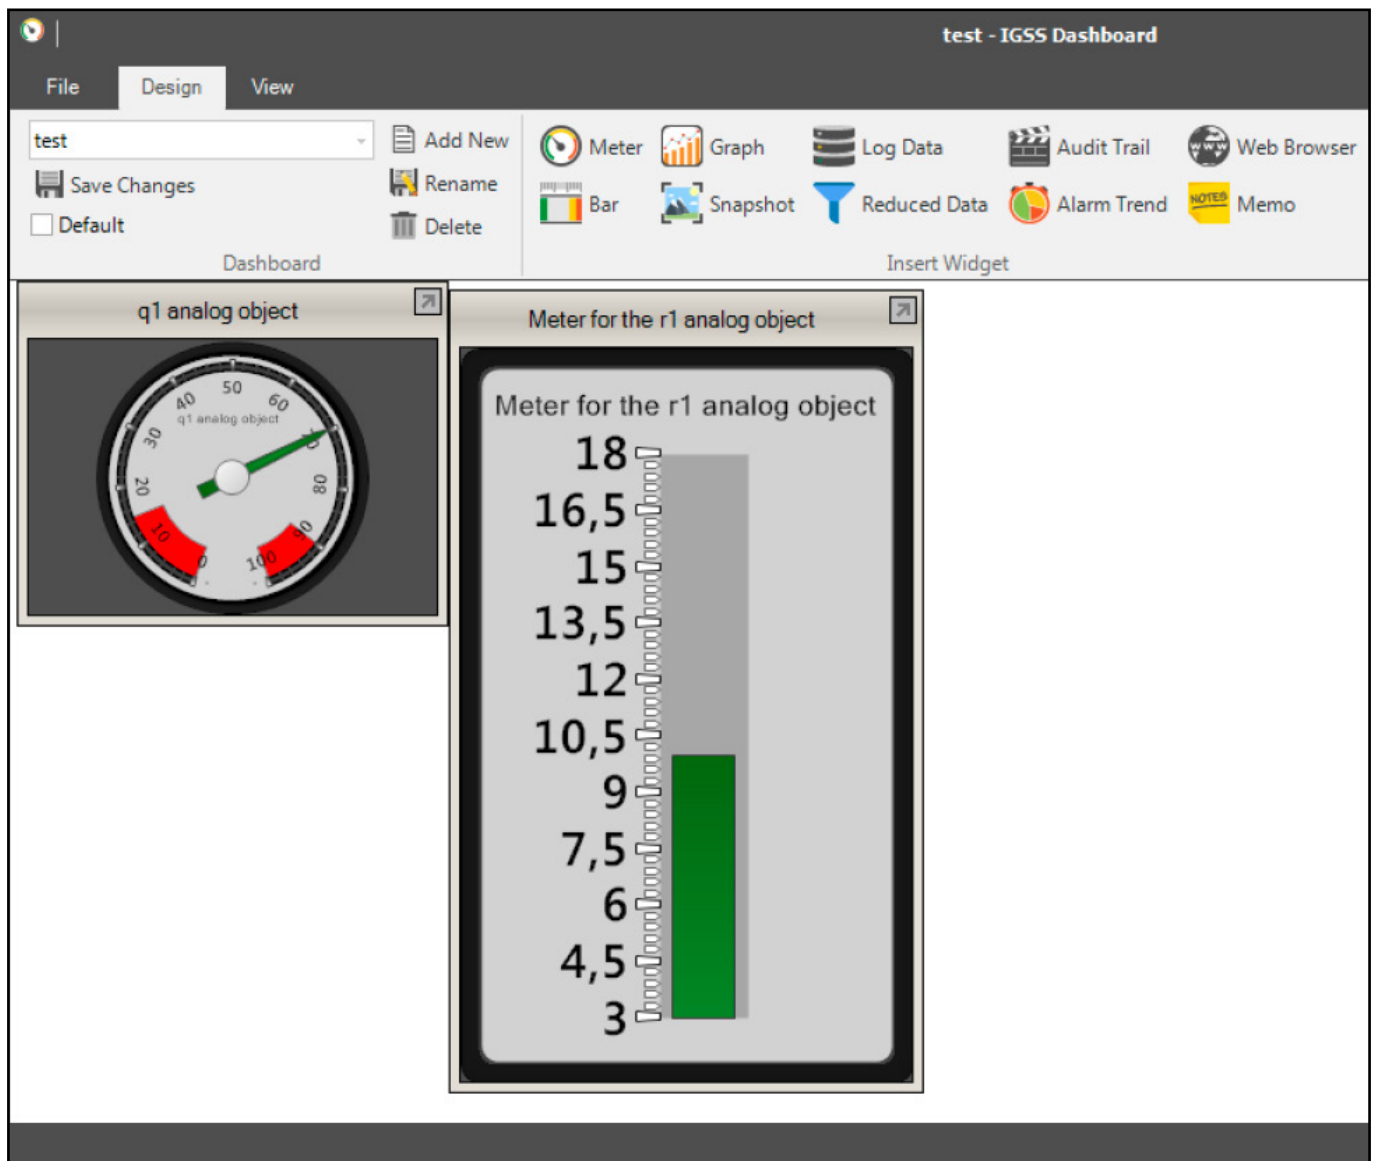 test - IGSS Dashboard
File Design View
test
Add New
Save Changes
Rename
Default
Delete
Dashboard
Meter Graph Log Data Audit Trail Web Browser
Bar Snapshot Reduced Data Alarm Trend NOTES Memo
Insert Widget
q1 analog object
50
40 60
q1 analog object
30 70
20 80
10 90
0 100
Meter for the r1 analog object
Meter for the r1 analog object
18
16,5
15
13,5
12
10,5
9
7,5
6
4,5
3